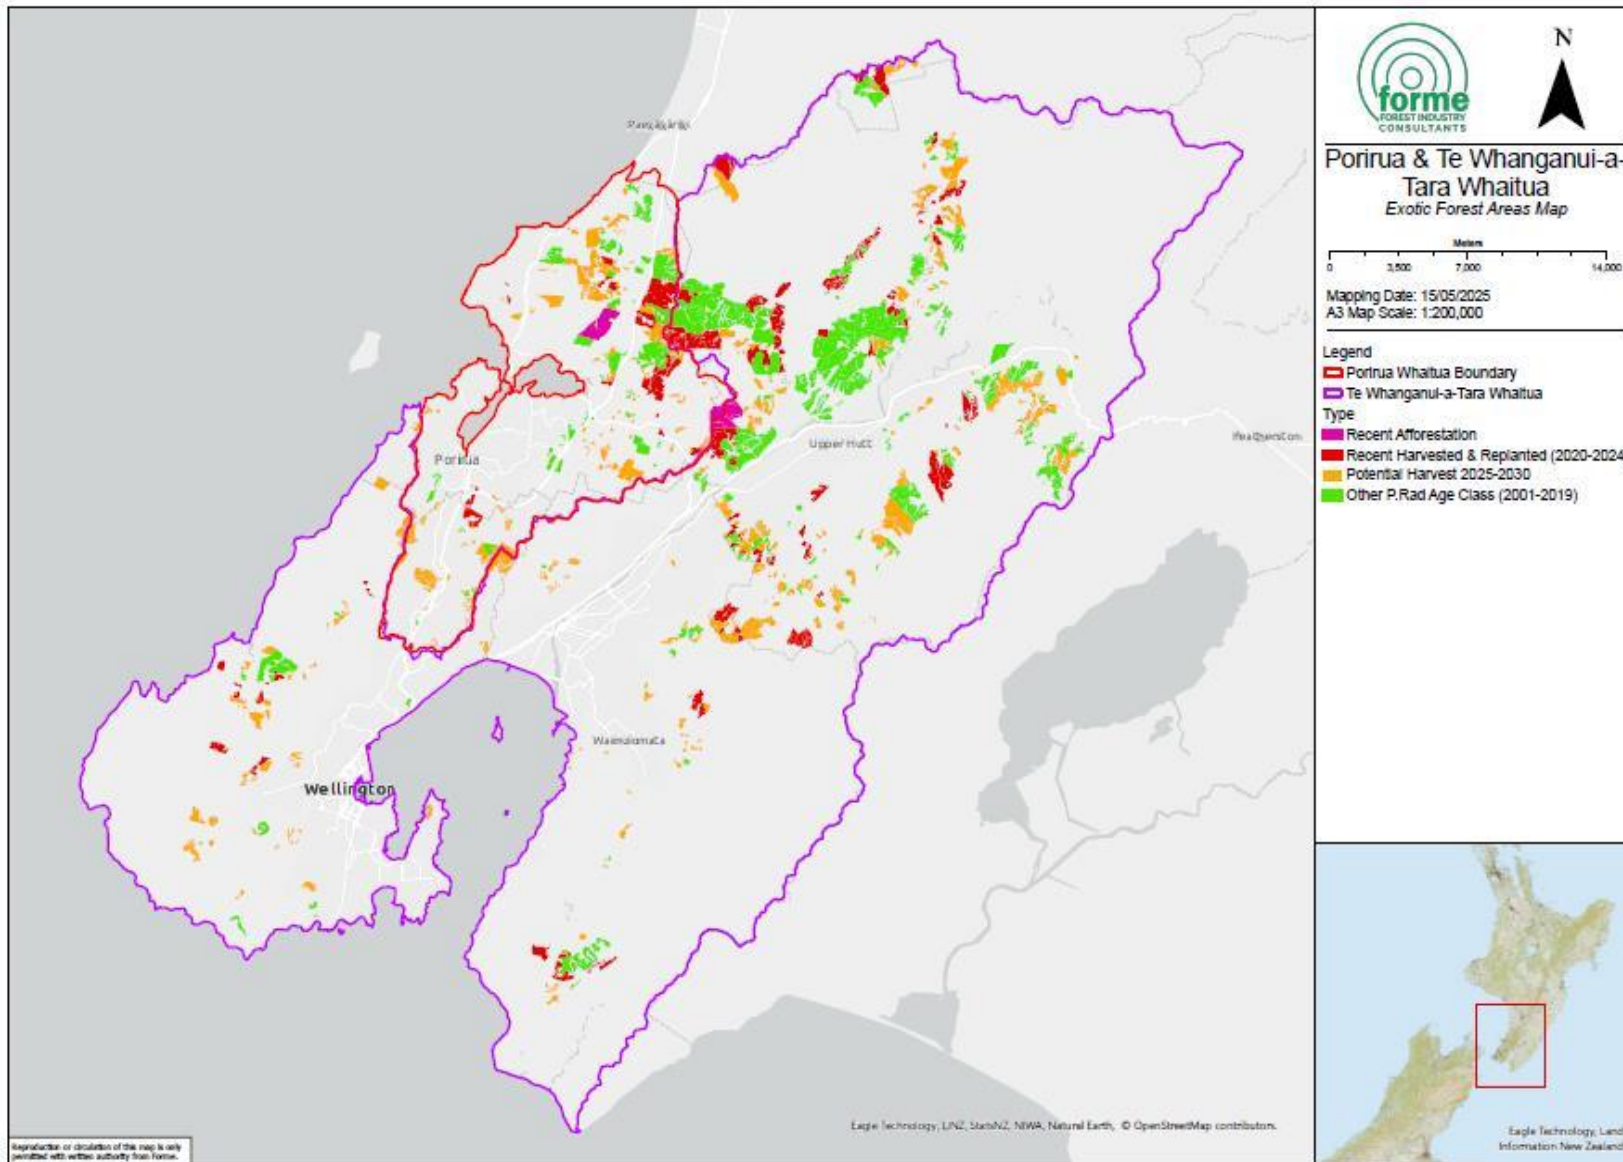 forme
FOREST INDUSTRY
CONSULTANTS
N
Porirua & Te Whanganui-a-
Tara Whaitua
Exotic Forest Areas Map
Meters
0 3,500 7,000 14,000
Mapping Date: 15/05/2025
A3 Map Scale: 1:200,000
Legend
Porirua Whaitua Boundary
Te Whanganui-a-Tara Whaitua
Type
Recent Afforestation
Recent Harvested & Replanted (2020-2024
Potential Harvest 2025-2030
Other P.Rad Age Class (2001-2019)
Upper Hutt
Porirua
Wainuiomata
Wellington
Eagle Technology, LINZ, StatsNZ, NIWA, Natural Earth, © OpenStreetMap contributors.
Eagle Technology, Land
Information New Zealand
Reproduction or circulation of this map is only
permitted with written authority from Forme.